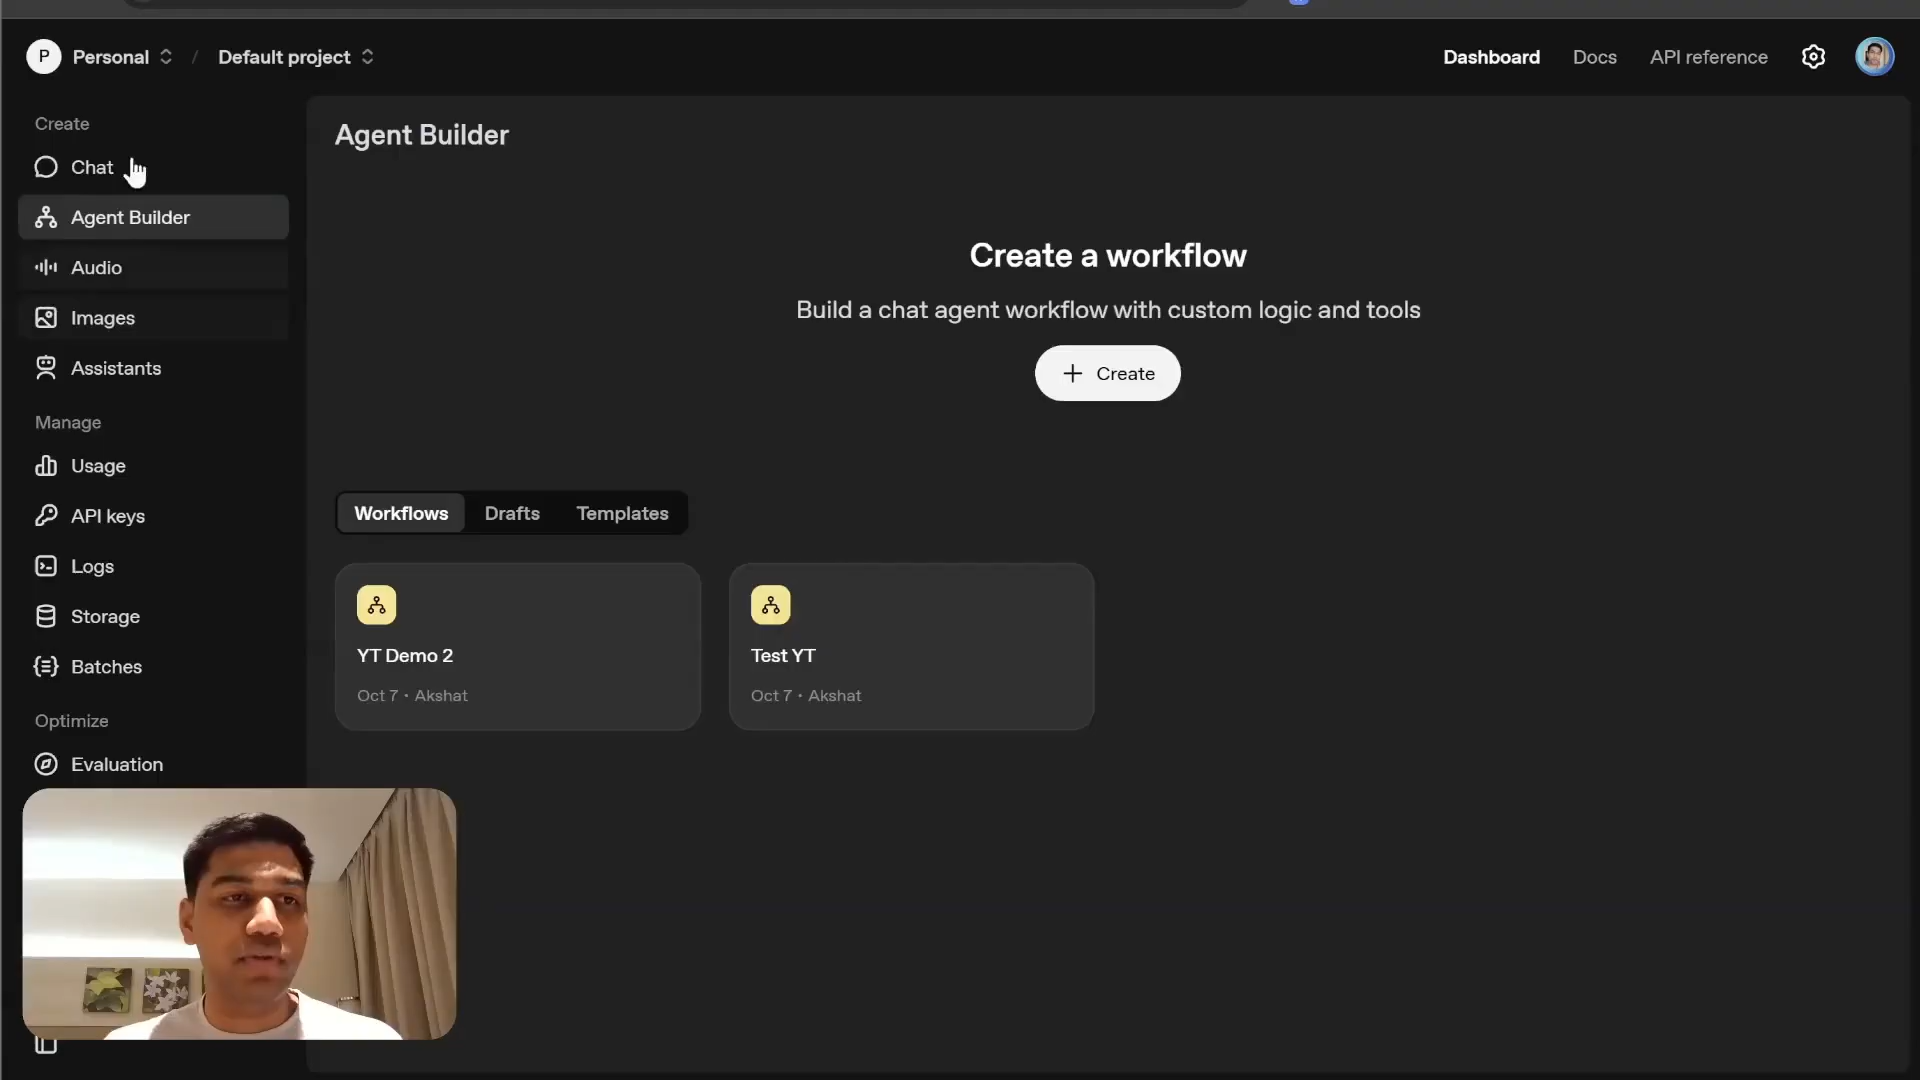 P Personal / Default project
Dashboard Docs API reference
Create
Chat
Agent Builder
Audio
Images
Assistants
Manage
Usage
API keys
Logs
Storage
Batches
Optimize
Evaluation
Agent Builder
Create a workflow
Build a chat agent workflow with custom logic and tools
+ Create
Workflows Drafts Templates
YT Demo 2
Oct 7 • Akshat
Test YT
Oct 7 • Akshat